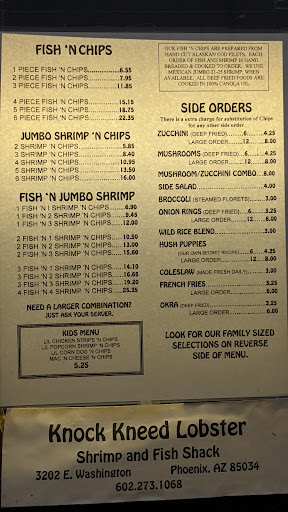 FISH 'N CHIPS
1 PIECE FISH 'N CHIPS 6.55
2 PIECE FISH 'N CHIPS 7.95
3 PIECE FISH 'N CHIPS 11.85
4 PIECE FISH 'N CHIPS 15.15
5 PIECE FISH 'N CHIPS 18.75
6 PIECE FISH 'N CHIPS 22.35
JUMBO SHRIMP 'N CHIPS
2 SHRIMP 'N CHIPS 5.85
3 SHRIMP 'N CHIPS 8.40
4 SHRIMP 'N CHIPS 10.95
5 SHRIMP 'N CHIPS 13.50
6 SHRIMP 'N CHIPS 16.00
FISH 'N JUMBO SHRIMP
1 FISH 'N 1 SHRIMP 'N CHIPS 6.90
1 FISH 'N 2 SHRIMP 'N CHIPS 9.45
1 FISH 'N 3 SHRIMP 'N CHIPS 12.00
2 FISH 'N 1 SHRIMP 'N CHIPS 10.50
2 FISH 'N 2 SHRIMP 'N CHIPS 13.00
2 FISH 'N 3 SHRIMP 'N CHIPS 15.60
3 FISH 'N 1 SHRIMP 'N CHIPS 14.10
3 FISH 'N 2 SHRIMP 'N CHIPS 16.65
3 FISH 'N 3 SHRIMP 'N CHIPS 19.20
4 FISH 'N 4 SHRIMP 'N CHIPS 25.35
NEED A LARGER COMBINATION?
JUST ASK YOUR SERVER.
KIDS MENU
LIL CHICKEN STRIPS 'N CHIPS
LIL POPCORN SHRIMP 'N CHIPS
LIL CORN DOG 'N CHIPS
MAC 'N CHEESE 'N CHIPS
5.25
OUR FISH 'N CHIPS ARE PREPARED FROM
HAND CUT ALASKAN COD FILETS. EACH
ORDER OF FISH AND SHRIMP IS HAND
BREADED & COOKED TO ORDER. WE USE
MEXICAN JUMBO 21-25 SHRIMP, WHEN
AVAILABLE. ALL DEEP FRIED FOODS ARE
COOKED IN 100% CANOLA OIL.
SIDE ORDERS
There is a extra charge for substitution of Chips
for any other side order.
ZUCCHINI (DEEP FRIED) 6 4.25
LARGE ORDER 12 8.00
MUSHROOMS (DEEP FRIED) 6 4.25
LARGE ORDER 12 8.00
MUSHROOM/ZUCCHINI COMBO 8.00
SIDE SALAD 4.25
BROCCOLI (STEAMED FLORETS) 3.00
ONION RINGS (DEEP FRIED) 6 3.25
LARGE ORDER 12 6.00
WILD RICE BLEND 3.00
HUSH PUPPIES
(OUR OWN SECRET RECIPE) 6 4.25
LARGE ORDER 12 8.00
COLESLAW (MADE FRESH DAILY) 3.00
FRENCH FRIES 3.25
LARGE ORDER 6.00
OKRA (DEEP FRIED) 3.25
LARGE ORDER 6.00
LOOK FOR OUR FAMILY SIZED
SELECTIONS ON REVERSE
SIDE OF MENU.
Knock Kneed Lobster
Shrimp and Fish Shack
3202 E. Washington Phoenix, AZ 85034
602.273.1068